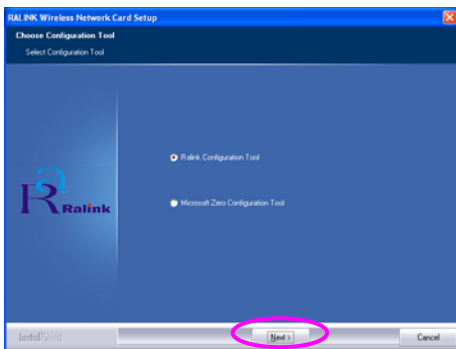 RALINK Wireless Network Card Setup
Choose Configuration Tool
Select Configuration Tool
Ralink Configuration Tool
Microsoft Zero Configuration Tool
Ralink
InstallShield
Next >
Cancel